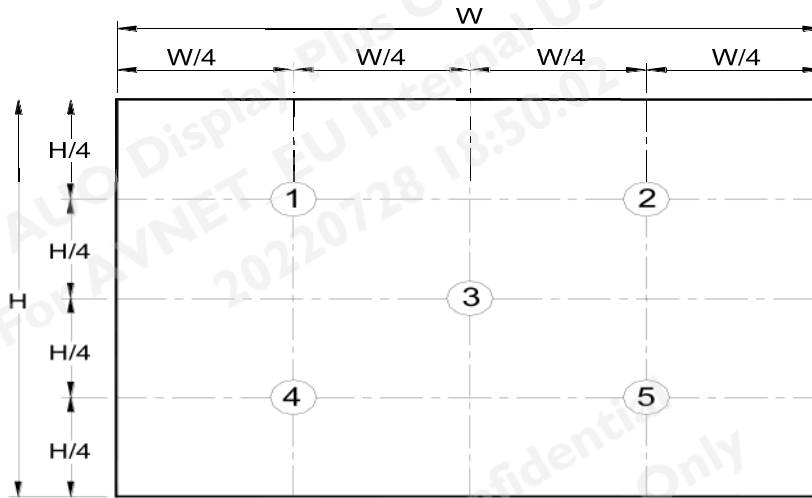 W
W/4 W/4 W/4 W/4
H/4
1 2
H/4
H
3
H/4
4 5
H/4
AUO Display Plus
For AVNET EU Internal Us
20220728 18:50:02
nfidential
Only